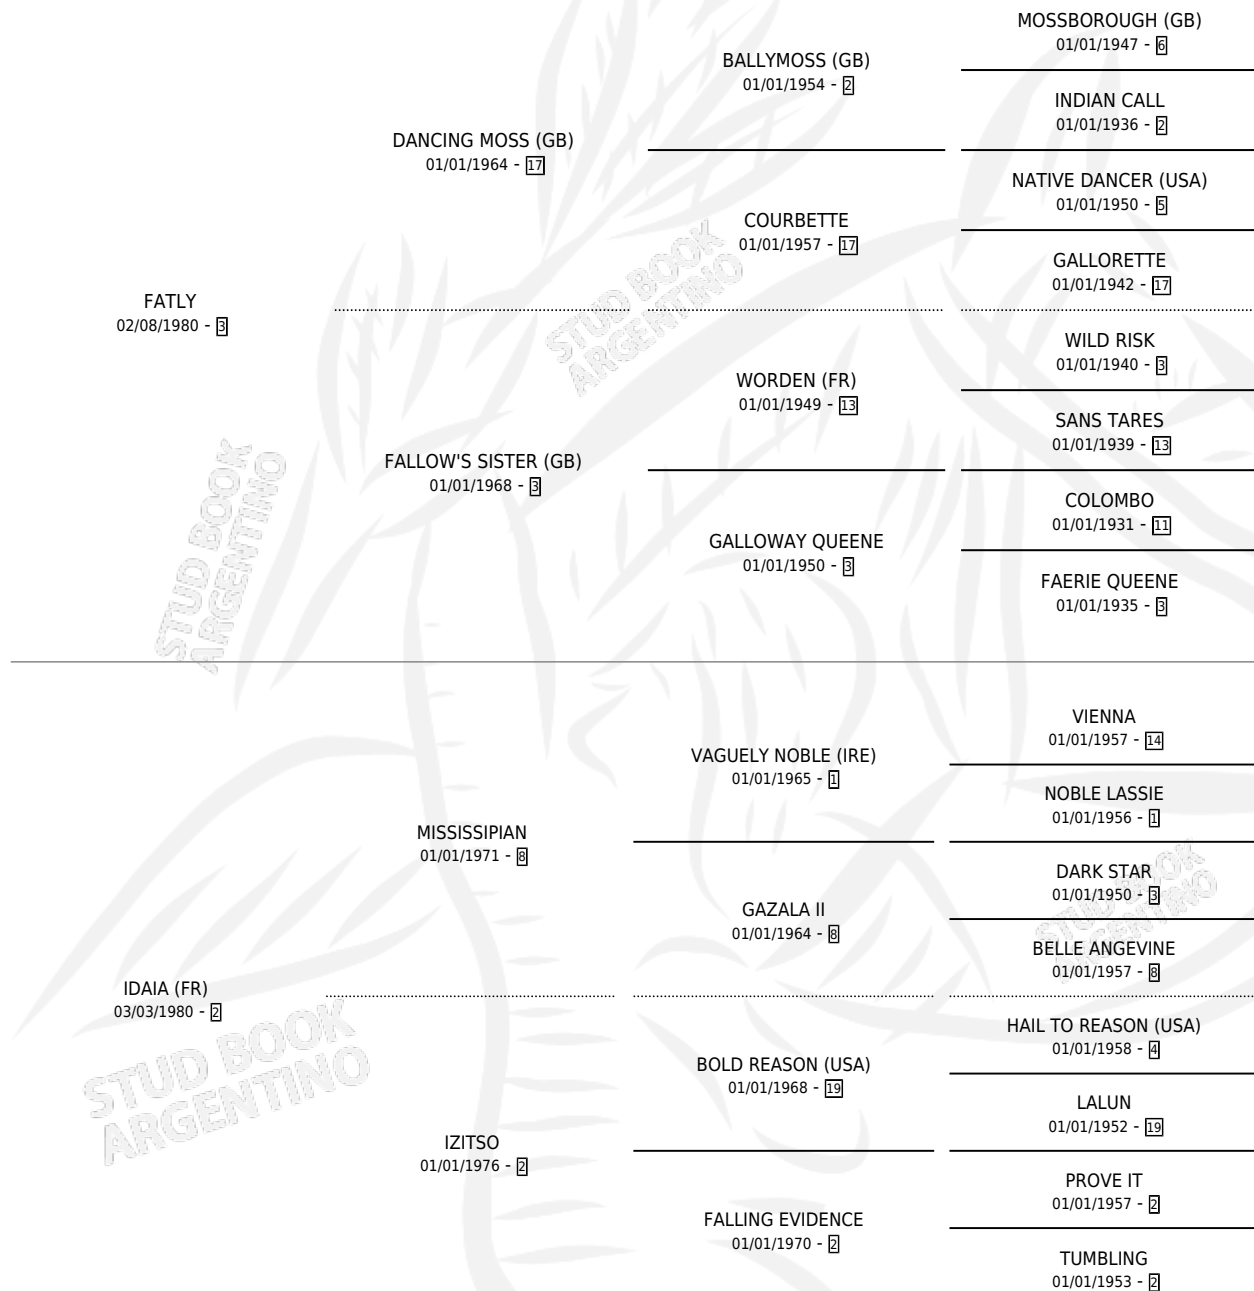 FATLY
02/08/1980 - 3
DANCING MOSS (GB)
01/01/1964 - 17
FALLOW'S SISTER (GB)
01/01/1968 - 3
BALLYMOSS (GB)
01/01/1954 - 2
COURBETTE
01/01/1957 - 17
WORDEN (FR)
01/01/1949 - 13
GALLOWAY QUEENE
01/01/1950 - 3
MOSSBOROUGH (GB)
01/01/1947 - 6
INDIAN CALL
01/01/1936 - 2
NATIVE DANCER (USA)
01/01/1950 - 5
GALLORETTE
01/01/1942 - 17
WILD RISK
01/01/1940 - 3
SANS TARES
01/01/1939 - 13
COLOMBO
01/01/1931 - 11
FAERIE QUEENE
01/01/1935 - 3
IDAIA (FR)
03/03/1980 - 2
MISSISSIPIAN
01/01/1971 - 8
IZITSO
01/01/1976 - 2
VAGUELY NOBLE (IRE)
01/01/1965 - 1
GAZALA II
01/01/1964 - 8
BOLD REASON (USA)
01/01/1968 - 19
FALLING EVIDENCE
01/01/1970 - 2
VIENNA
01/01/1957 - 14
NOBLE LASSIE
01/01/1956 - 1
DARK STAR
01/01/1950 - 3
BELLE ANGEVINE
01/01/1957 - 8
HAIL TO REASON (USA)
01/01/1958 - 4
LALUN
01/01/1952 - 19
PROVE IT
01/01/1957 - 2
TUMBLING
01/01/1953 - 2
STUD BOOK
ARGENTINO
STUD BOOK
ARGENTINO
STUD BOOK
ARGENTINO
STUD BOOK
ARGENTINO